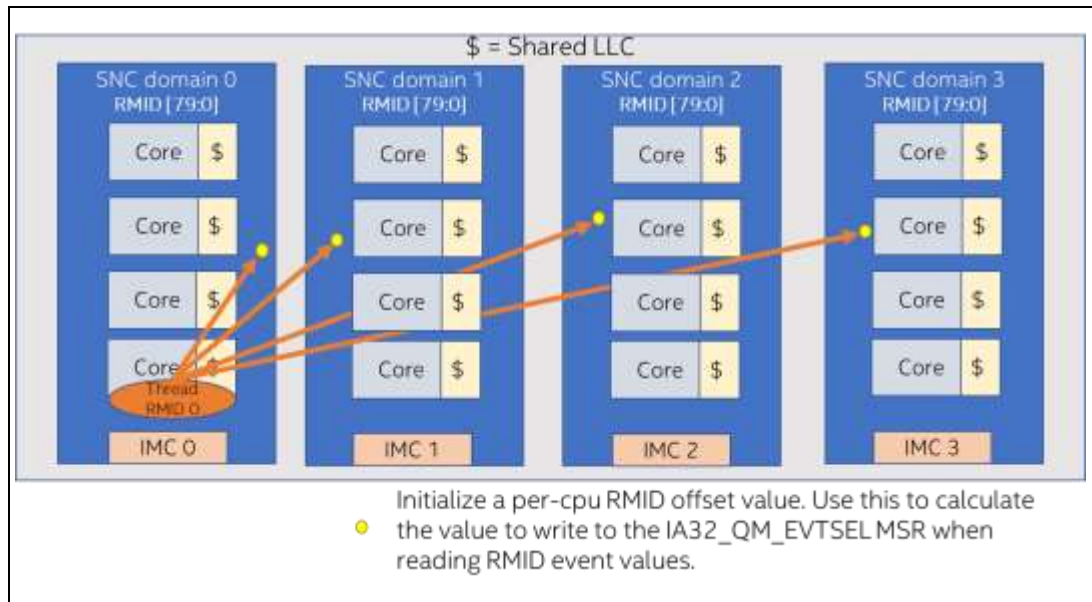 $ = Shared LLC
SNC domain 0
RMID [79:0]
Core $
Core $
Core $
Core $
Thread
RMID 0
IMC 0
SNC domain 1
RMID [79:0]
Core $
Core $
Core $
Core $
IMC 1
SNC domain 2
RMID [79:0]
Core $
Core $
Core $
Core $
IMC 2
SNC domain 3
RMID [79:0]
Core $
Core $
Core $
Core $
IMC 3
Initialize a per-cpu RMID offset value. Use this to calculate
the value to write to the IA32_QM_EVTSEL MSR when
reading RMID event values.